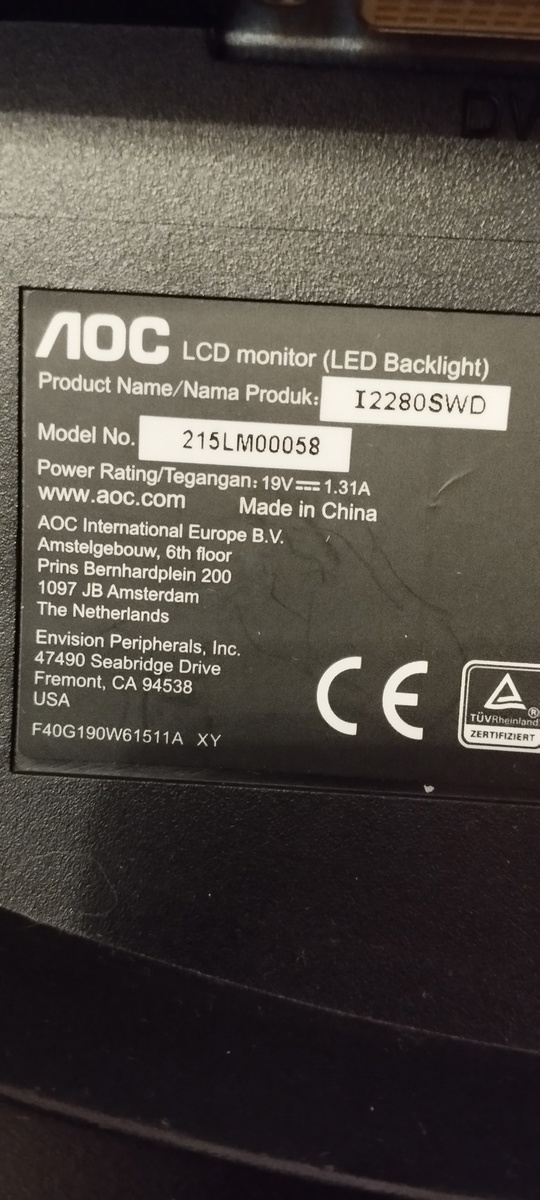 DV
AOC LCD monitor (LED Backlight)
Product Name/Nama Produk: I2280SWD
Model No. 215LM00058
Power Rating/Tegangan: 19V⎓1.31A
www.aoc.com Made in China
AOC International Europe B.V.
Amstelgebouw, 6th floor
Prins Bernhardplein 200
1097 JB Amsterdam
The Netherlands
Envision Peripherals, Inc.
47490 Seabridge Drive
Fremont, CA 94538
USA
CE
TÜVRheinland®
ZERTIFIZIERT
F40G190W61511A XY